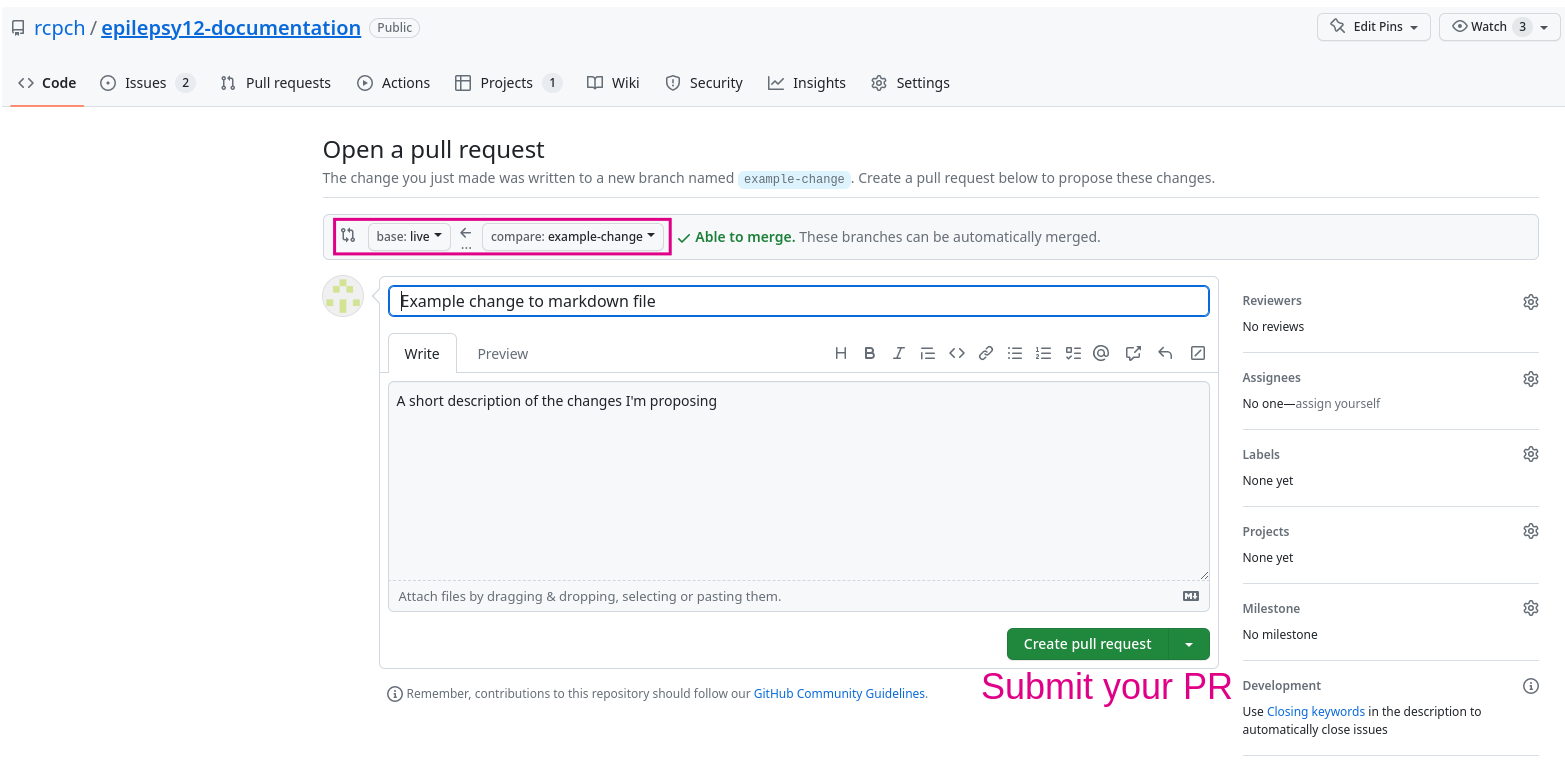 rcpch / epilepsy12-documentation Public Edit Pins Watch 3
Code Issues 2 Pull requests Actions Projects 1 Wiki Security Insights Settings
Open a pull request
The change you just made was written to a new branch named example-change. Create a pull request below to propose these changes.
base: live ← ... compare: example-change Able to merge. These branches can be automatically merged.
Example change to markdown file
Write Preview
A short description of the changes I'm proposing
Attach files by dragging & dropping, selecting or pasting them.
Create pull request
Submit your PR
Remember, contributions to this repository should follow our GitHub Community Guidelines.
Reviewers
No reviews
Assignees
No one—assign yourself
Labels
None yet
Projects
None yet
Milestone
No milestone
Development
Use Closing keywords in the description to
automatically close issues